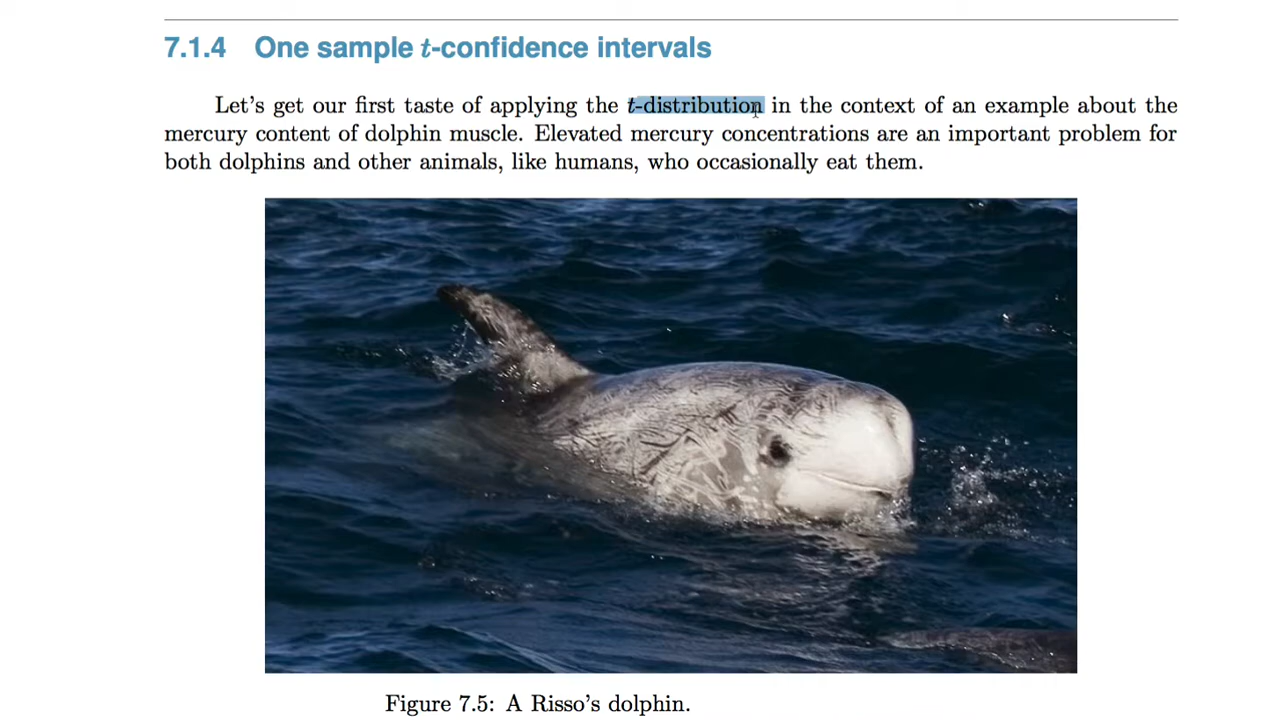 7.1.4 One sample t-confidence intervals
Let's get our first taste of applying the t-distribution in the context of an example about the
mercury content of dolphin muscle. Elevated mercury concentrations are an important problem for
both dolphins and other animals, like humans, who occasionally eat them.
Figure 7.5: A Risso's dolphin.